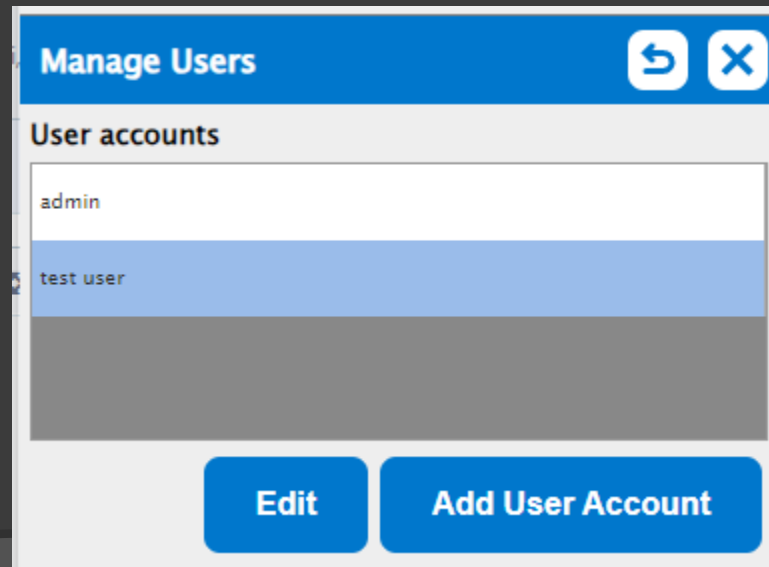 Manage Users
User accounts
admin
test user
Edit
Add User Account